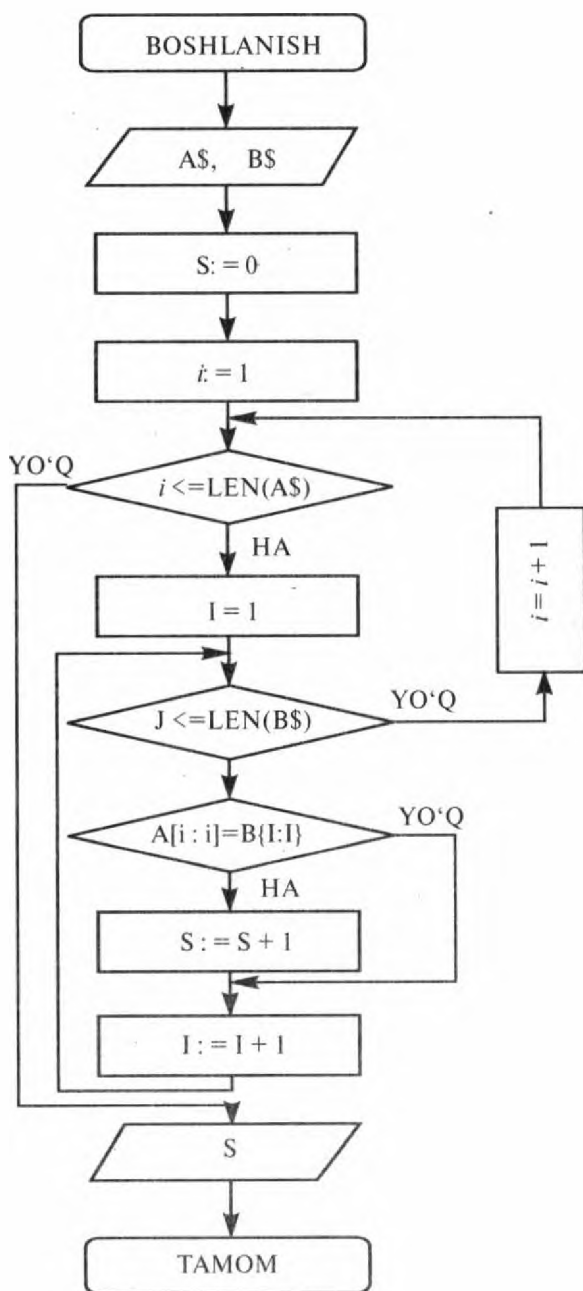 BOSHLANISH
A$, B$
S: = 0
i: = 1
YO‘Q
i <=LEN(A$)
HA
i = i + 1
I = 1
J <=LEN(B$)
YO‘Q
A[i : i]=B{I:I}
YO‘Q
HA
S : = S + 1
I : = I + 1
S
TAMOM